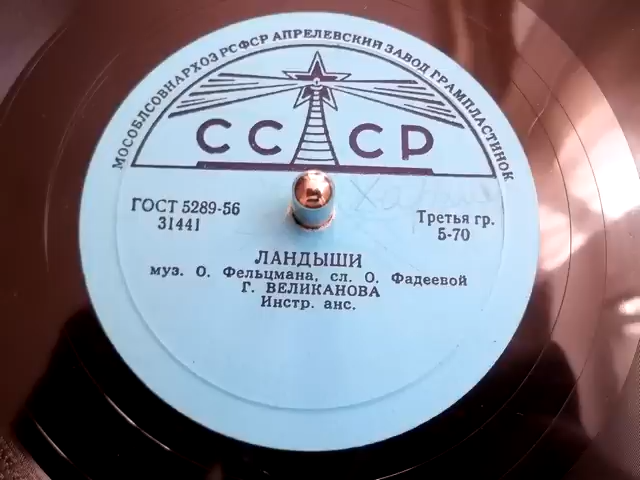 МОСОБЛСОВНАРХОЗ РСФСР АПРЕЛЕВСКИЙ ЗАВОД ГРАМПЛАСТИНОК
СССР
ГОСТ 5289-56
31441
Третья гр.
5-70
ЛАНДЫШИ
муз. О. Фельцмана, сл. О. Фадеевой
Г. ВЕЛИКАНОВА
Инстр. анс.